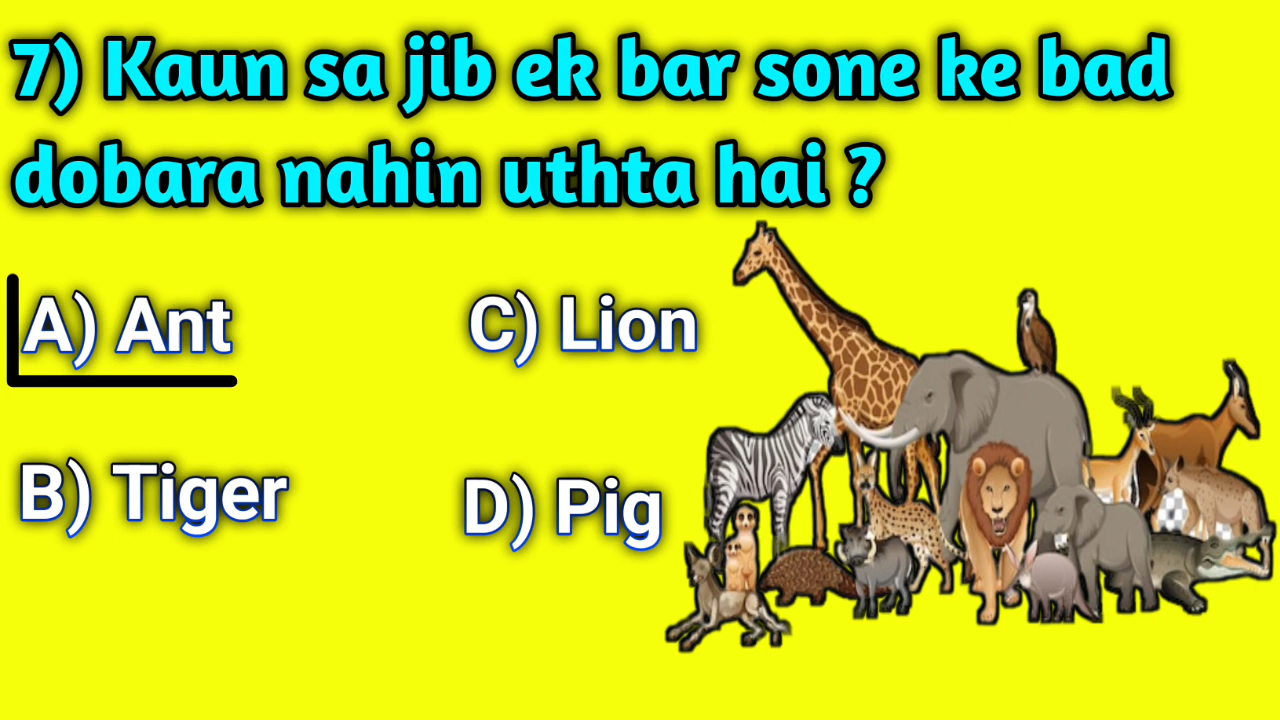 7) Kaun sa jib ek bar sone ke bad
dobara nahin uthta hai ?
A) Ant
C) Lion
B) Tiger
D) Pig